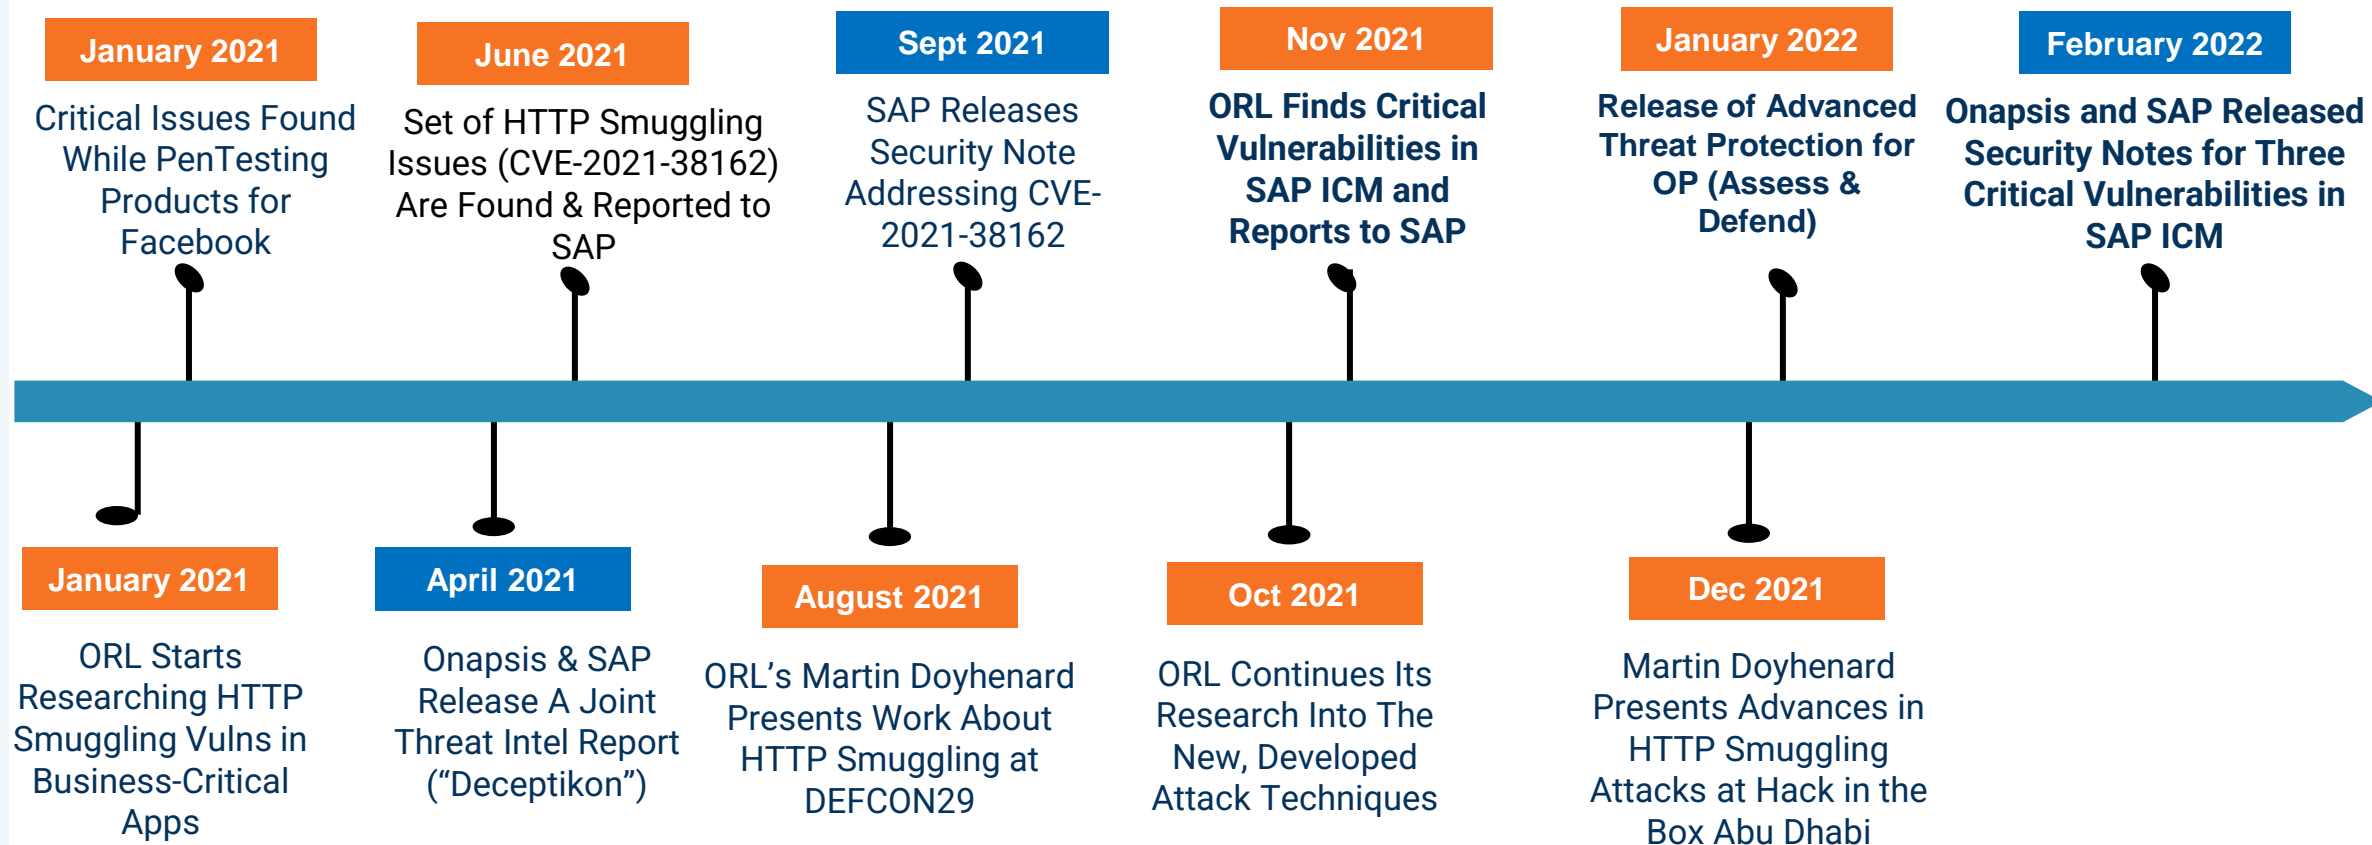 January 2021
Critical Issues Found
While PenTesting
Products for
Facebook
June 2021
Set of HTTP Smuggling
Issues (CVE-2021-38162)
Are Found & Reported to
SAP
Sept 2021
SAP Releases
Security Note
Addressing CVE-
2021-38162
Nov 2021
ORL Finds Critical
Vulnerabilities in
SAP ICM and
Reports to SAP
January 2022
Release of Advanced
Threat Protection for
OP (Assess &
Defend)
February 2022
Onapsis and SAP Released
Security Notes for Three
Critical Vulnerabilities in
SAP ICM
January 2021
ORL Starts
Researching HTTP
Smuggling Vulns in
Business-Critical
Apps
April 2021
Onapsis & SAP
Release A Joint
Threat Intel Report
(“Deceptikon”)
August 2021
ORL’s Martin Doyhenard
Presents Work About
HTTP Smuggling at
DEFCON29
Oct 2021
ORL Continues Its
Research Into The
New, Developed
Attack Techniques
Dec 2021
Martin Doyhenard
Presents Advances in
HTTP Smuggling
Attacks at Hack in the
Box Abu Dhabi